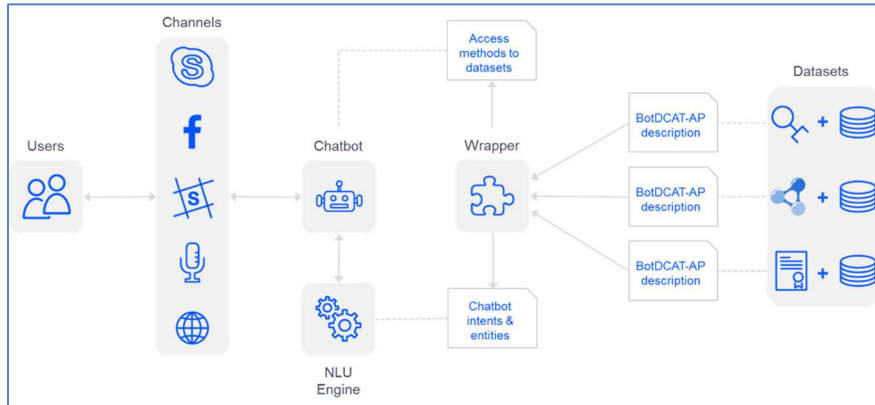 Channels
Access
methods to
datasets
Datasets
Users
Chatbot
Wrapper
BotDCAT-AP
description
+
S
BotDCAT-AP
description
+
S
BotDCAT-AP
description
+
Chatbot
intents &
entities
NLU
Engine